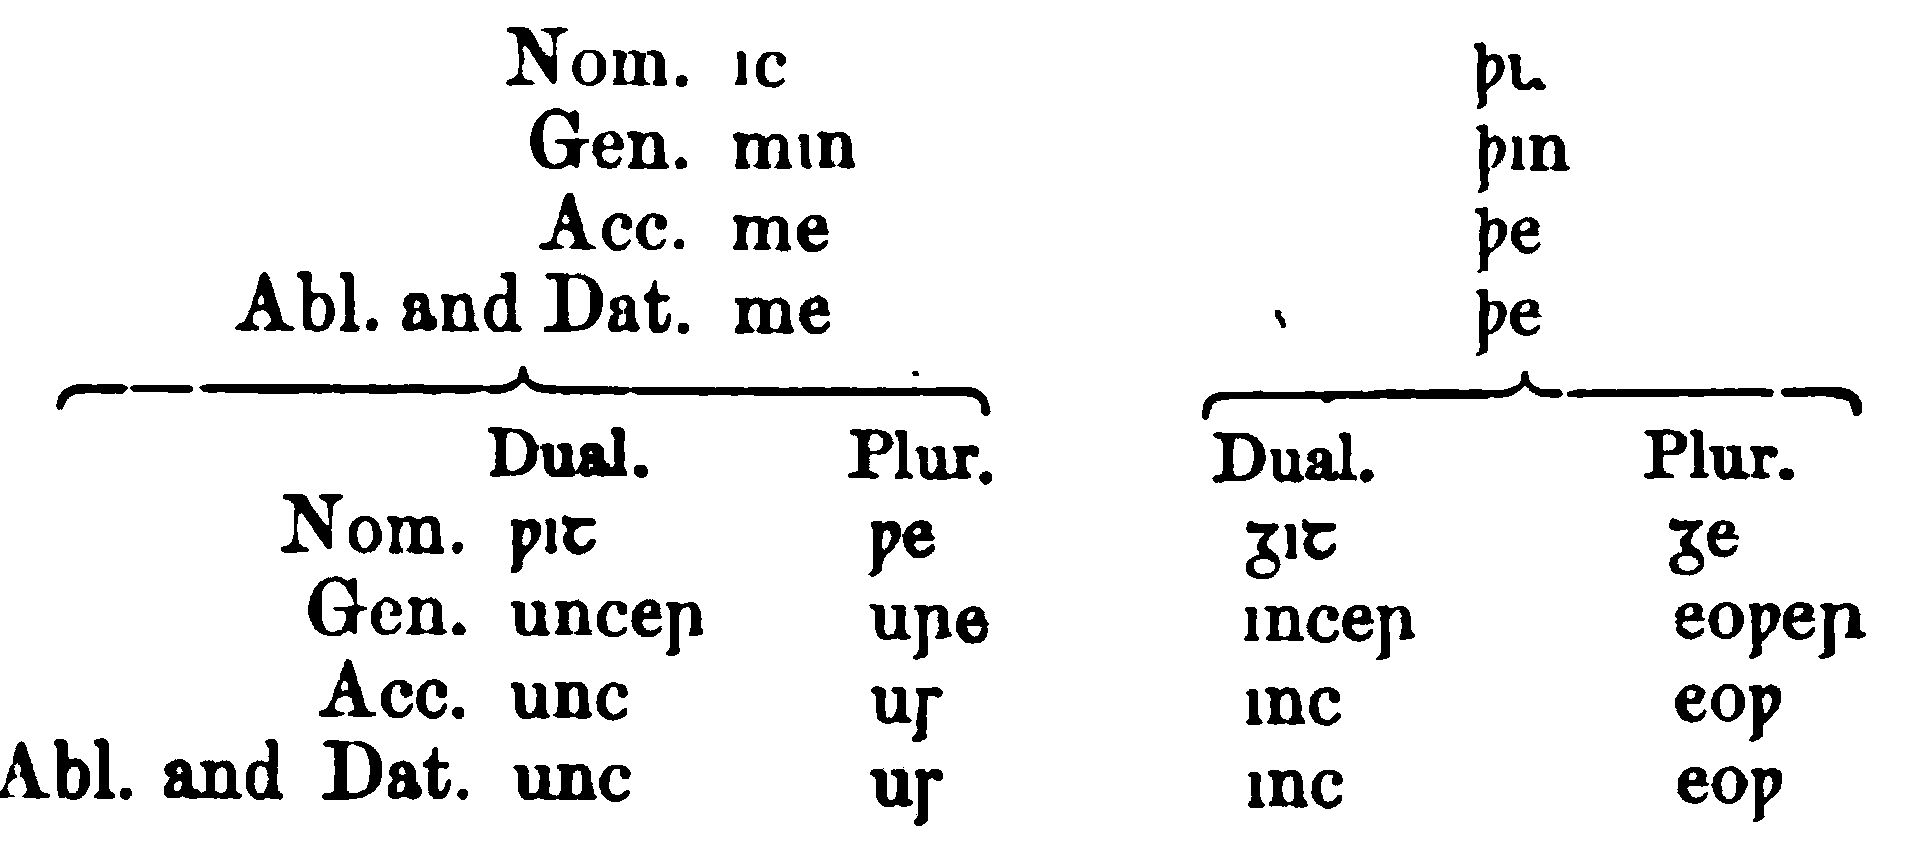 Nom. ıc þu
Gen. mın þın
Acc. me þe
Abl. and Dat. me þe
Dual. Plur. Dual. Plur.
Nom. ƿıꞇ ƿe ᵹıꞇ ᵹe
Gen. unceꞃ uꞃe ınceꞃ eoƿeꞃ
Acc. unc uꞅ ınc eoƿ
Abl. and Dat. unc uꞅ ınc eoƿ